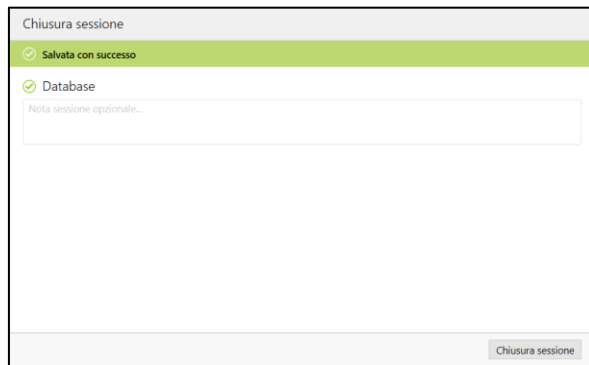 Chiusura sessione
Salvata con successo
Database
Nota sessione opzionale...
Chiusura sessione